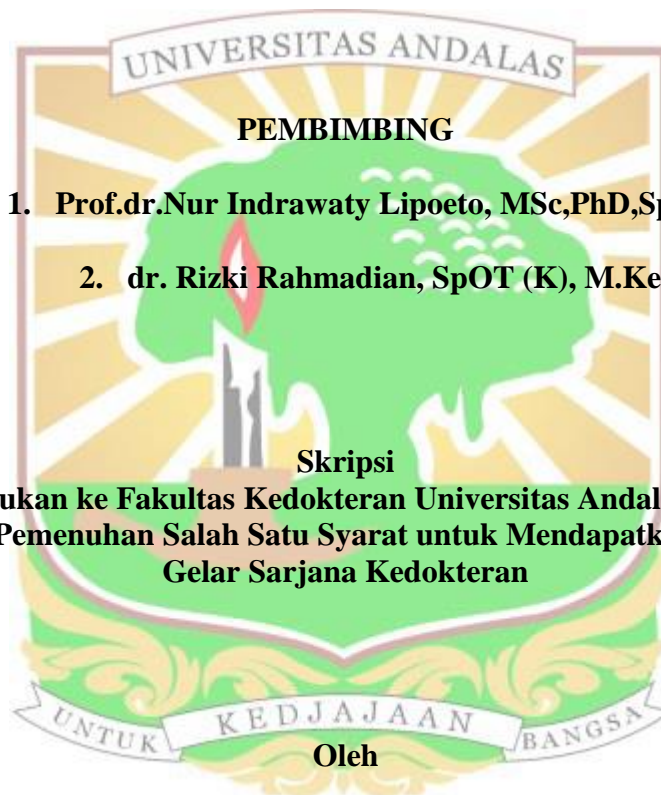 UNIVERSITAS ANDALAS
PEMBIMBING
1. Prof.dr.Nur Indrawaty Lipoeto, MSc,PhD,Sp
2. dr. Rizki Rahmadian, SpOT (K), M.Ke
Skripsi
ukan ke Fakultas Kedokteran Universitas Andal
Pemenuhan Salah Satu Syarat untuk Mendapatk
Gelar Sarjana Kedokteran
UNTUK KEDJAJAAN BANGSA
Oleh